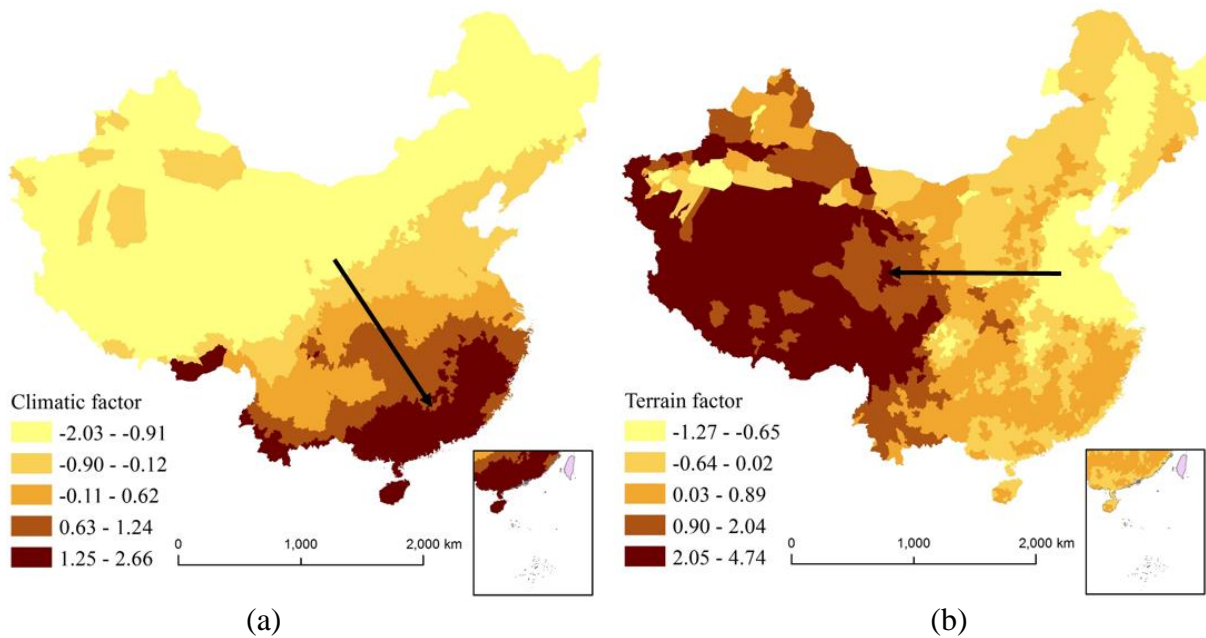 Climatic factor
-2.03 - -0.91
-0.90 - -0.12
-0.11 - 0.62
0.63 - 1.24
1.25 - 2.66
0 1,000 2,000 km
(a)
Terrain factor
-1.27 - -0.65
-0.64 - 0.02
0.03 - 0.89
0.90 - 2.04
2.05 - 4.74
0 1,000 2,000 km
(b)